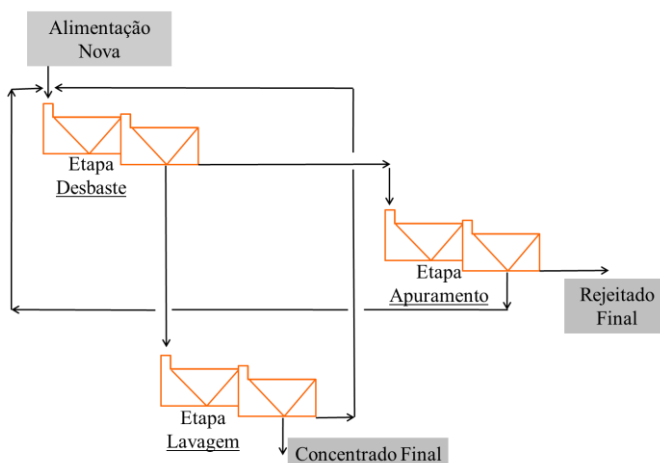 Alimentação
Nova
Etapa
Desbaste
Etapa
Apuramento
Rejeitado
Final
Etapa
Lavagem
Concentrado Final